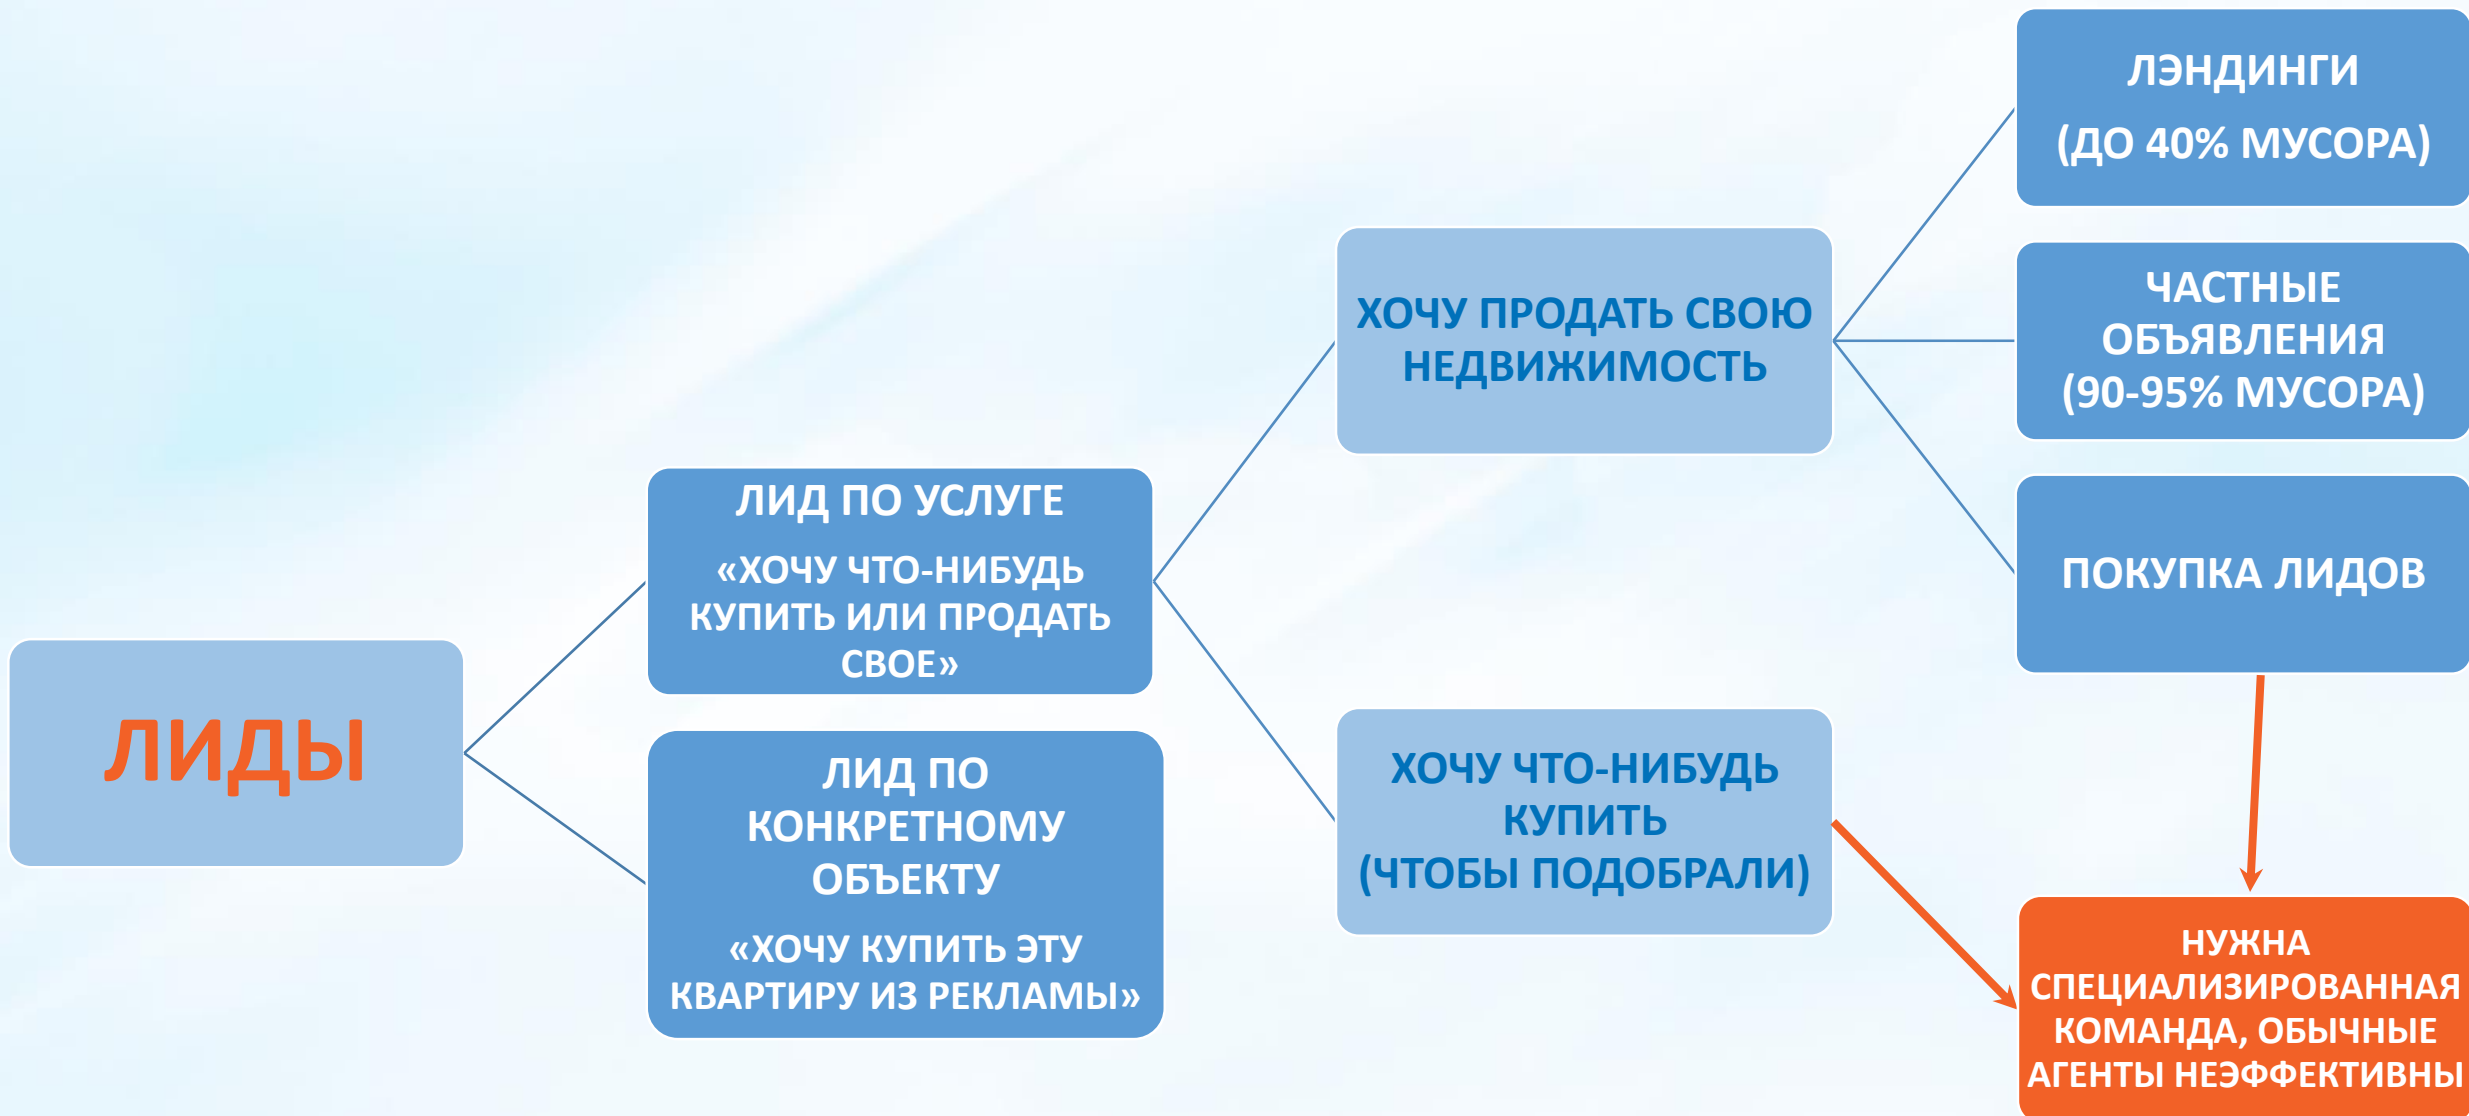 ЛИДЫ
ЛИД ПО УСЛУГЕ
«ХОЧУ ЧТО-НИБУДЬ
КУПИТЬ ИЛИ ПРОДАТЬ
СВОЕ»
ЛИД ПО
КОНКРЕТНОМУ
ОБЪЕКТУ
«ХОЧУ КУПИТЬ ЭТУ
КВАРТИРУ ИЗ РЕКЛАМЫ»
ХОЧУ ПРОДАТЬ СВОЮ
НЕДВИЖИМОСТЬ
ХОЧУ ЧТО-НИБУДЬ
КУПИТЬ
(ЧТОБЫ ПОДОБРАЛИ)
ЛЭНДИНГИ
(ДО 40% МУСОРА)
ЧАСТНЫЕ
ОБЪЯВЛЕНИЯ
(90-95% МУСОРА)
ПОКУПКА ЛИДОВ
НУЖНА
СПЕЦИАЛИЗИРОВАННАЯ
КОМАНДА, ОБЫЧНЫЕ
АГЕНТЫ НЕЭФФЕКТИВНЫ